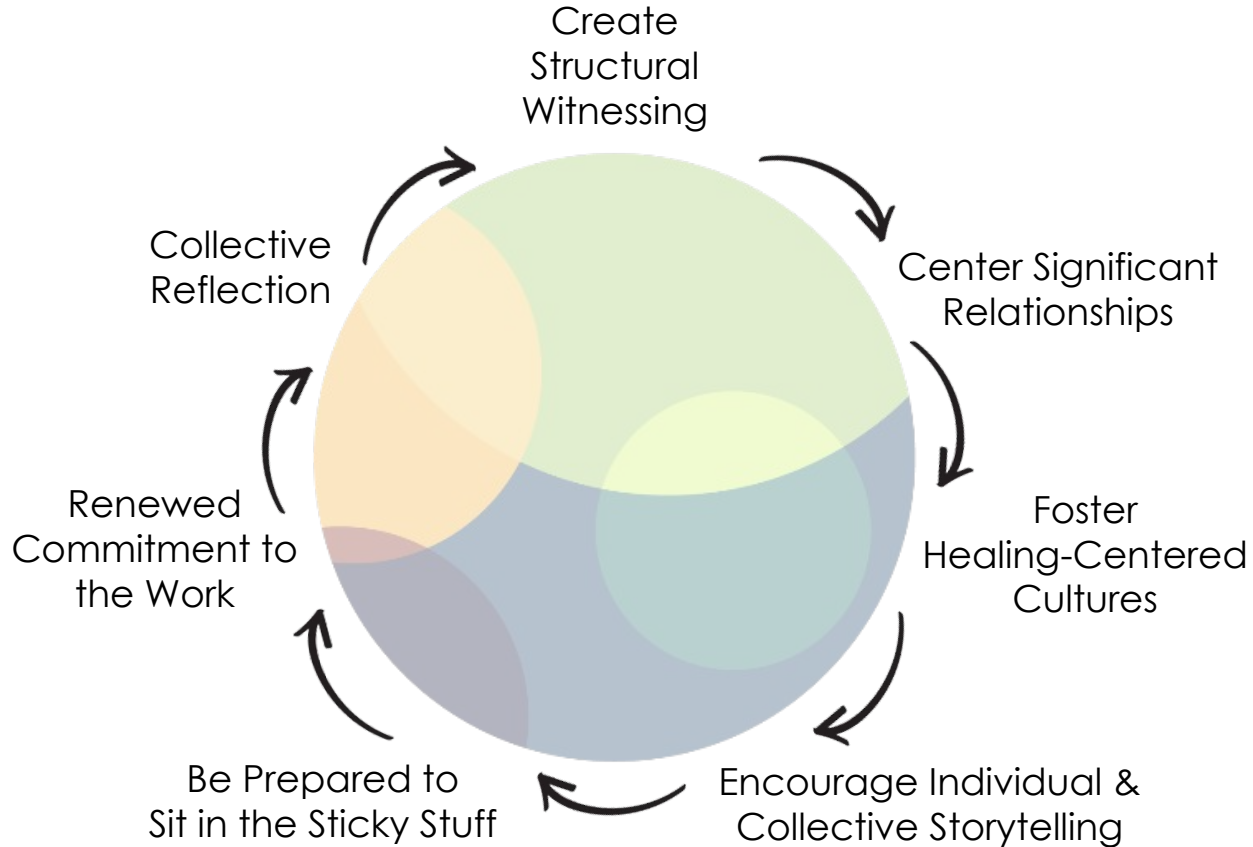 Create
Structural
Witnessing
Center Significant
Relationships
Foster
Healing-Centered
Cultures
Encourage Individual &
Collective Storytelling
Be Prepared to
Sit in the Sticky Stuff
Renewed
Commitment to
the Work
Collective
Reflection